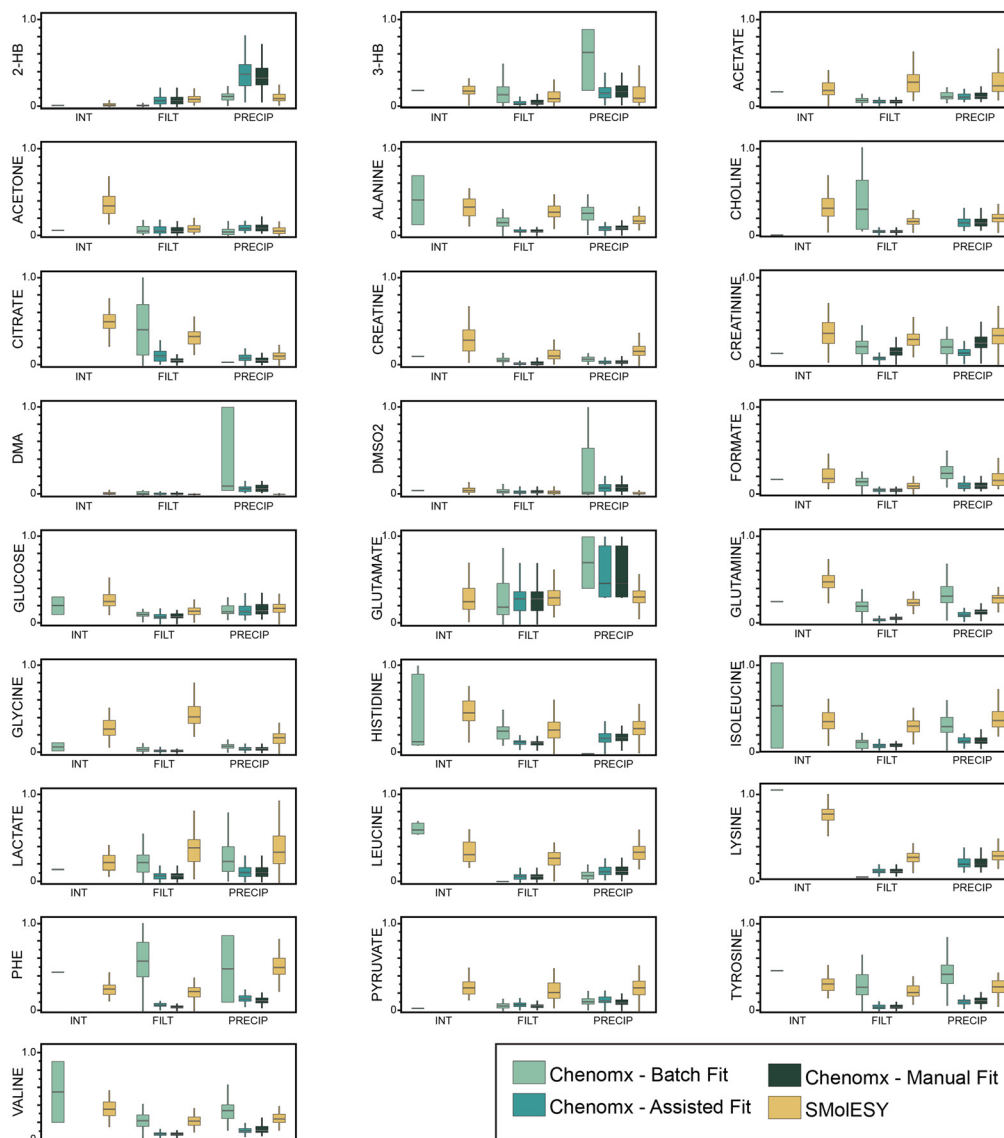 2-HB
1.0
0
INT FILT PRECIP
3-HB
1.0
0
INT FILT PRECIP
ACETATE
1.0
0
INT FILT PRECIP
ACETONE
1.0
0
INT FILT PRECIP
ALANINE
1.0
0
INT FILT PRECIP
CHOLINE
1.0
0
INT FILT PRECIP
CITRATE
1.0
0
INT FILT PRECIP
CREATINE
1.0
0
INT FILT PRECIP
CREATININE
1.0
0
INT FILT PRECIP
DMA
1.0
0
INT FILT PRECIP
DMSO2
1.0
0
INT FILT PRECIP
FORMATE
1.0
0
INT FILT PRECIP
GLUCOSE
1.0
0
INT FILT PRECIP
GLUTAMATE
1.0
0
INT FILT PRECIP
GLUTAMINE
1.0
0
INT FILT PRECIP
GLYCINE
1.0
0
INT FILT PRECIP
HISTIDINE
1.0
0
INT FILT PRECIP
ISOLEUCINE
1.0
0
INT FILT PRECIP
LACTATE
1.0
0
INT FILT PRECIP
LEUCINE
1.0
0
INT FILT PRECIP
LYSINE
1.0
0
INT FILT PRECIP
PHE
1.0
0
INT FILT PRECIP
PYRUVATE
1.0
0
INT FILT PRECIP
TYROSINE
1.0
0
INT FILT PRECIP
VALINE
1.0
0
Chenomx - Batch Fit
Chenomx - Assisted Fit
Chenomx - Manual Fit
SMolESY